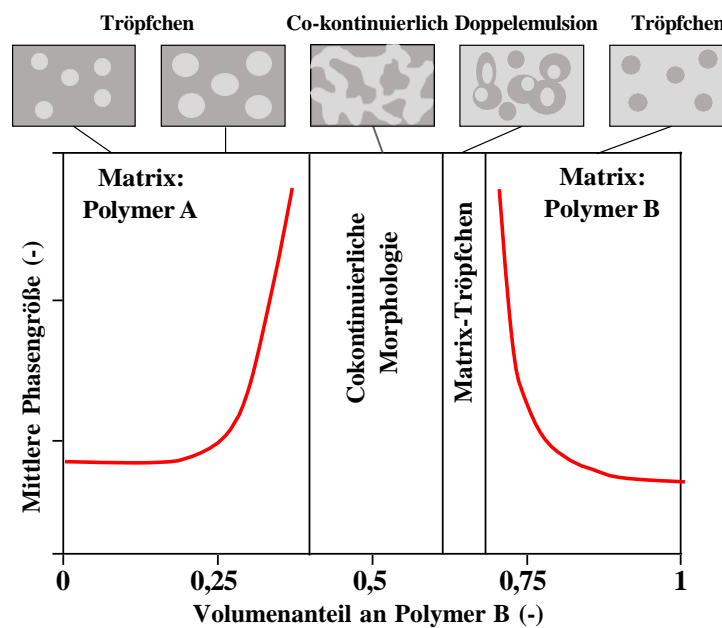 Tröpfchen
Co-kontinuierlich
Doppelemulsion
Tröpfchen
Matrix:
Polymer A
Matrix:
Polymer B
Cokontinuierliche
Morphologie
Matrix-Tröpfchen
Mittlere Phasengröße (-)
0
0,25
0,5
0,75
1
Volumenanteil an Polymer B (-)